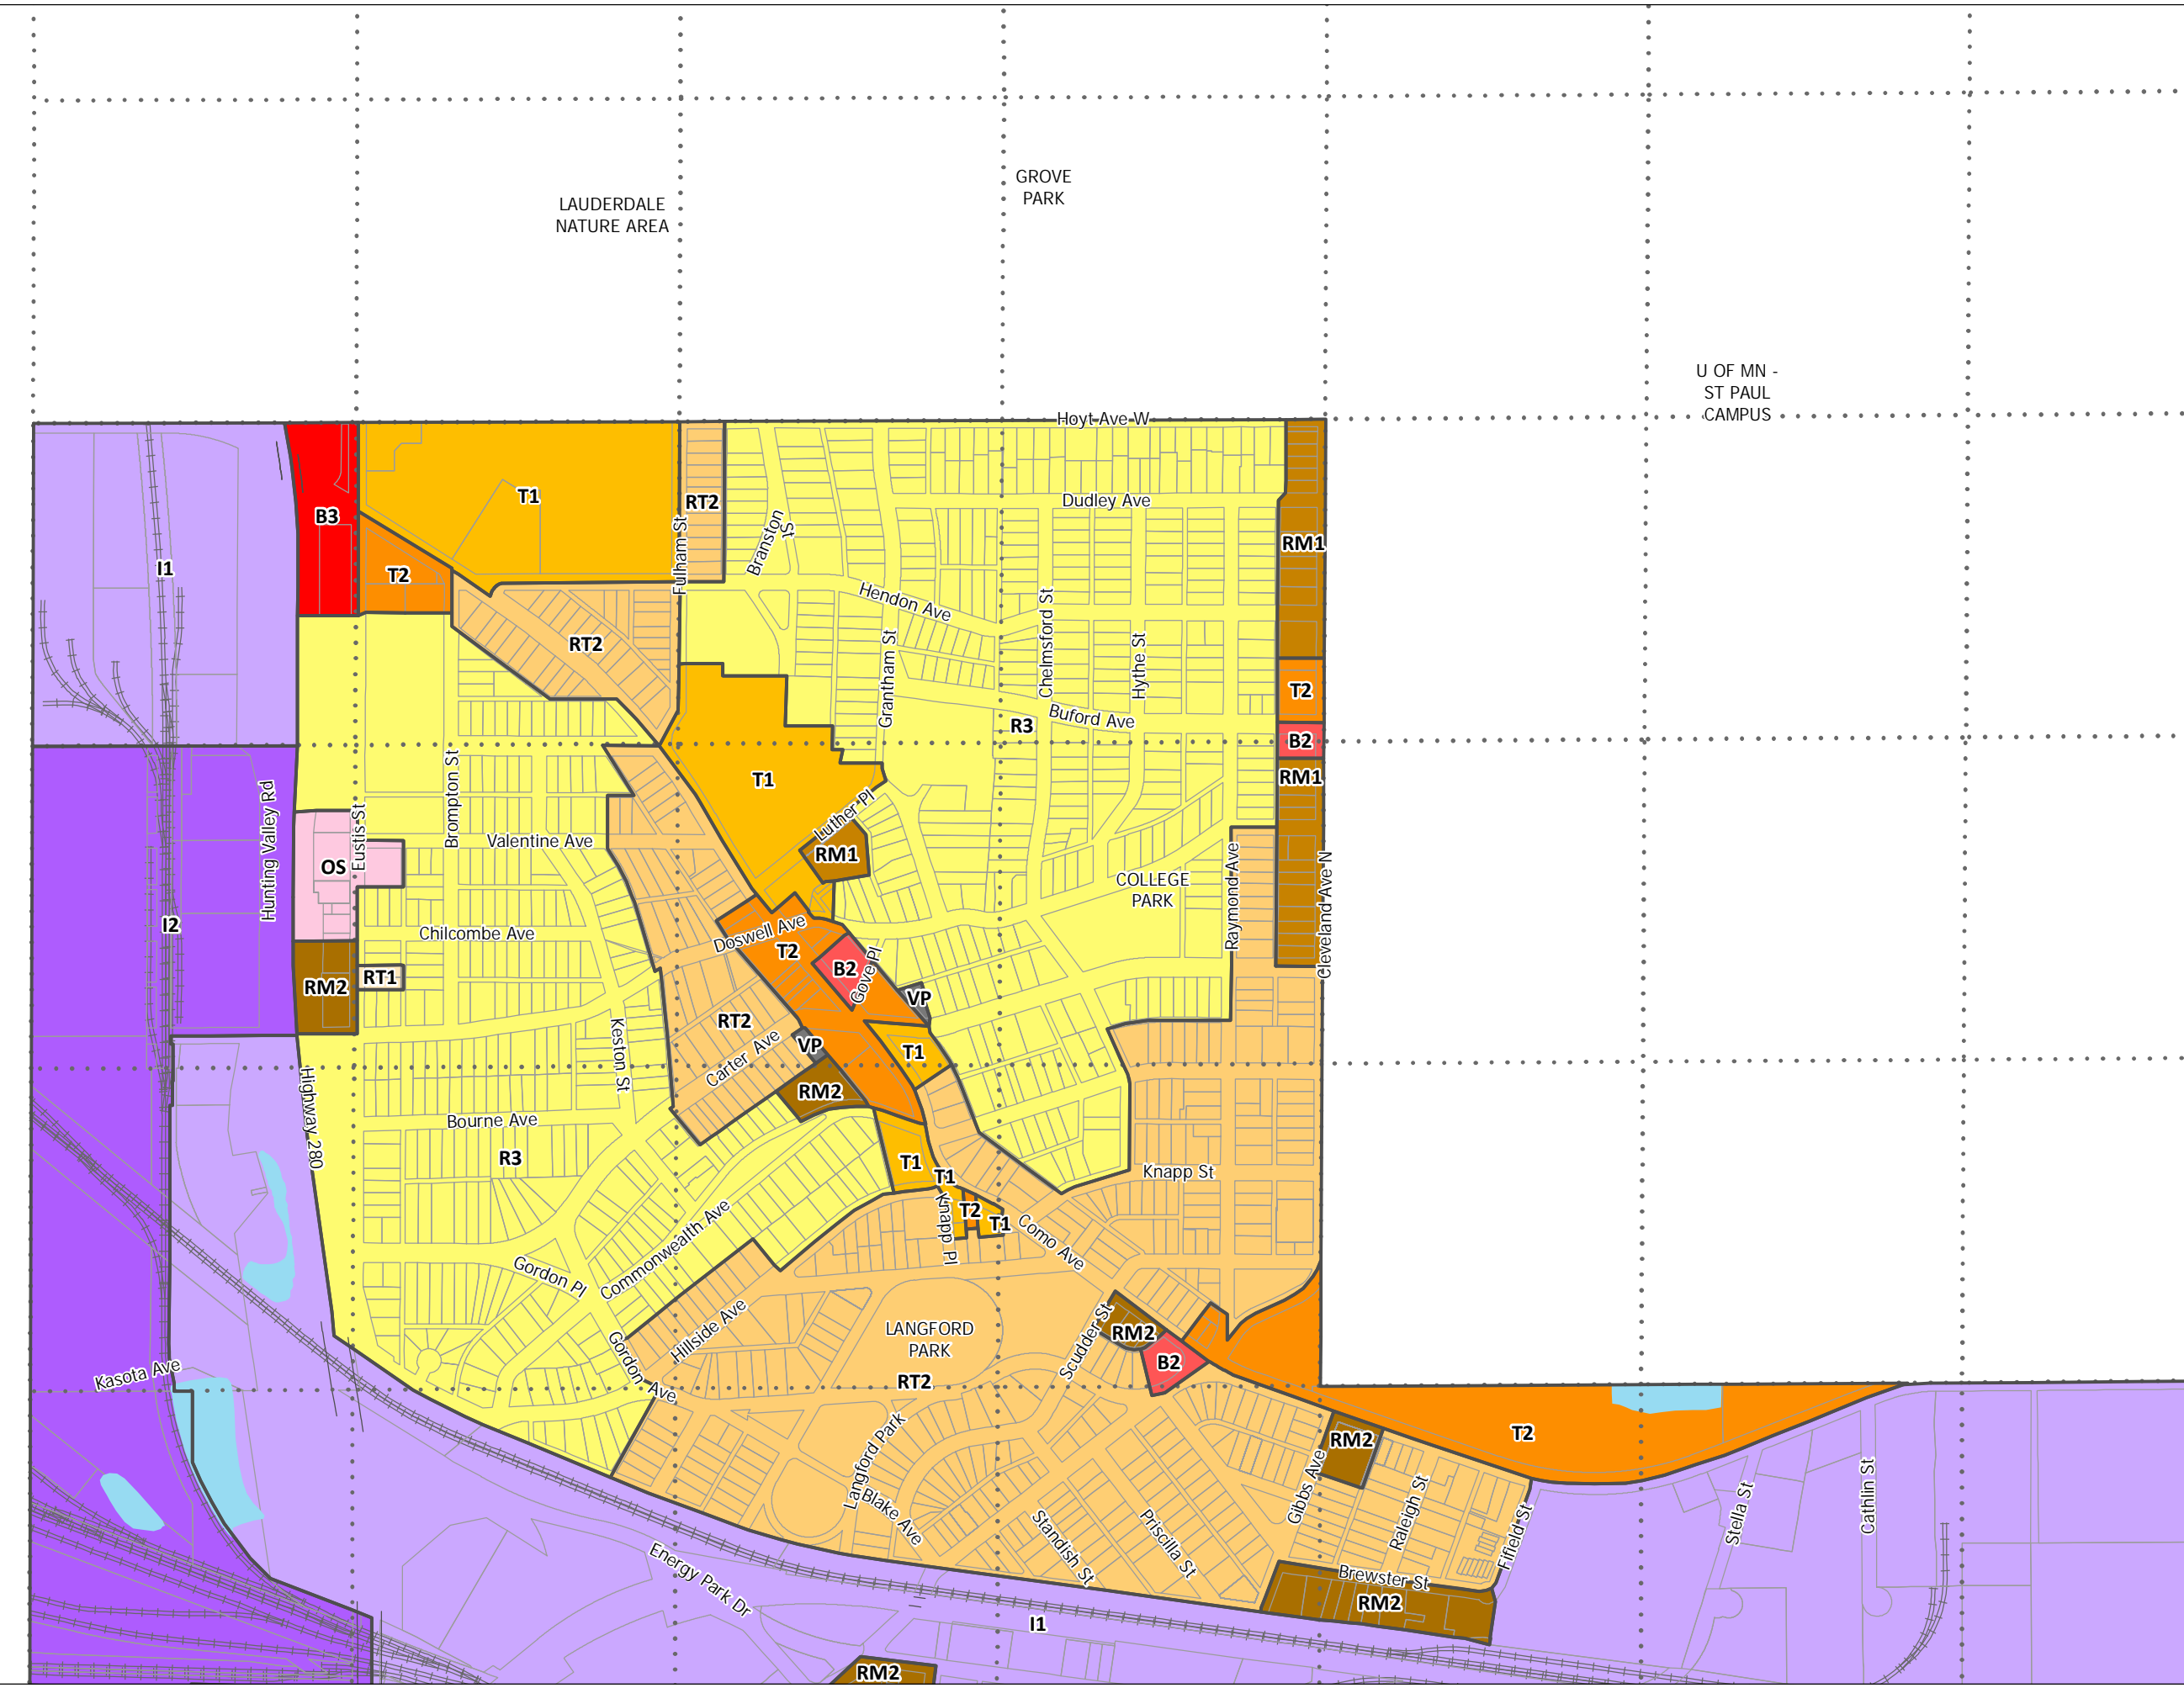 GROVE
PARK
LAUDERDALE
NATURE AREA
U OF MN -
ST PAUL
CAMPUS
Hoyt Ave W
T1
RT2
Dudley Ave
B3
Branston
St
RM1
Fulham St
I1
T2
Hendon Ave
Chelmsford St
RT2
Grantham St
Hythe St
T2
Buford Ave
R3
B2
T1
RM1
Brompton St
Luther Pl
Eustis St
Valentine Ave
Hunting Valley Rd
RM1
OS
COLLEGE
PARK
Raymond Ave
Cleveland Ave N
I2
Chilcombe Ave
Doswell Ave
T2
B2
Gove Pl
RT1
RM2
VP
RT2
Keston St
Carter Ave
VP
T1
RM2
Highway 280
Bourne Ave
R3
T1
T1
Knapp St
T2
T1
Knapp Pl
Como Ave
Commonwealth Ave
Gordon Pl
LANGFORD
PARK
Hillside Ave
Scudder St
RM2
B2
Gordon Ave
Kasota Ave
RT2
T2
RM2
Langford Park
Gibbs Ave
Raleigh St
Stella St
Cathlin St
Blake Ave
Standish St
Priscilla St
Fifield St
Energy Park Dr
Brewster St
RM2
I1
RM2